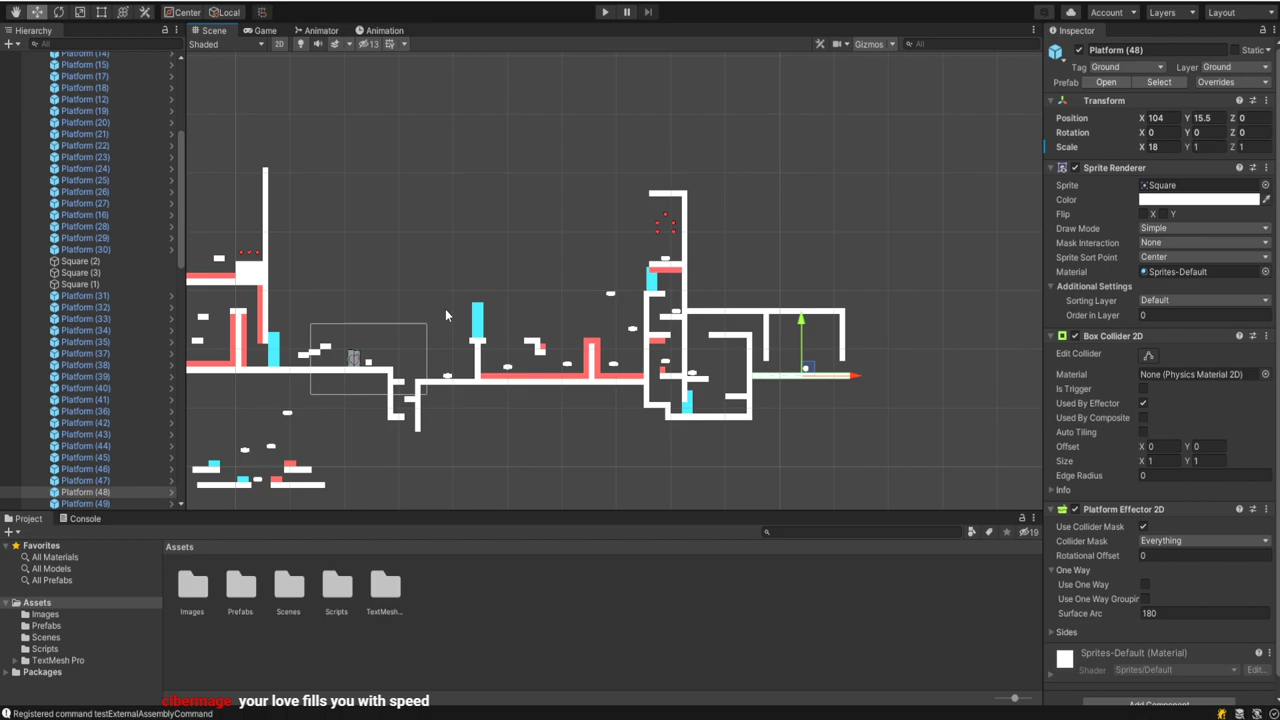 Center Local Account Layers Layout
Hierarchy Scene Game Animator Animation Inspector
All Shaded 2D 13 Gizmos All
Platform (14)
Platform (15)
Platform (17)
Platform (18)
Platform (12)
Platform (19)
Platform (20)
Platform (21)
Platform (22)
Platform (23)
Platform (24)
Platform (25)
Platform (26)
Platform (27)
Platform (16)
Platform (28)
Platform (29)
Platform (30)
Square (2)
Square (3)
Square (1)
Platform (31)
Platform (32)
Platform (33)
Platform (34)
Platform (35)
Platform (37)
Platform (38)
Platform (39)
Platform (40)
Platform (41)
Platform (36)
Platform (42)
Platform (43)
Platform (44)
Platform (45)
Platform (46)
Platform (47)
Platform (48)
Platform (49)
Platform (48) Static
Tag Ground Layer Ground
Prefab Open Select Overrides
Transform
Position X 104 Y 15.5 Z 0
Rotation X 0 Y 0 Z 0
Scale X 18 Y 1 Z 1
Sprite Renderer
Sprite Square
Color
Flip X Y
Draw Mode Simple
Mask Interaction None
Sprite Sort Point Center
Material Sprites-Default
Additional Settings
Sorting Layer Default
Order in Layer 0
Box Collider 2D
Edit Collider
Material None (Physics Material 2D)
Is Trigger
Used By Effector
Used By Composite
Auto Tiling
Offset X 0 Y 0
Size X 1 Y 1
Edge Radius 0
Info
Platform Effector 2D
Use Collider Mask
Collider Mask Everything
Rotational Offset 0
One Way
Use One Way
Use One Way Groupin
Surface Arc 180
Sides
Sprites-Default (Material)
Shader Sprites/Default Edit...
Add Component
Project Console
19
Favorites
All Materials
All Models
All Prefabs
Assets
Images
Prefabs
Scenes
Scripts
TextMesh Pro
Packages
Assets
Images Prefabs Scenes Scripts TextMesh...
cibermage your love fills you with speed
Registered command testExternalAssemblyCommand